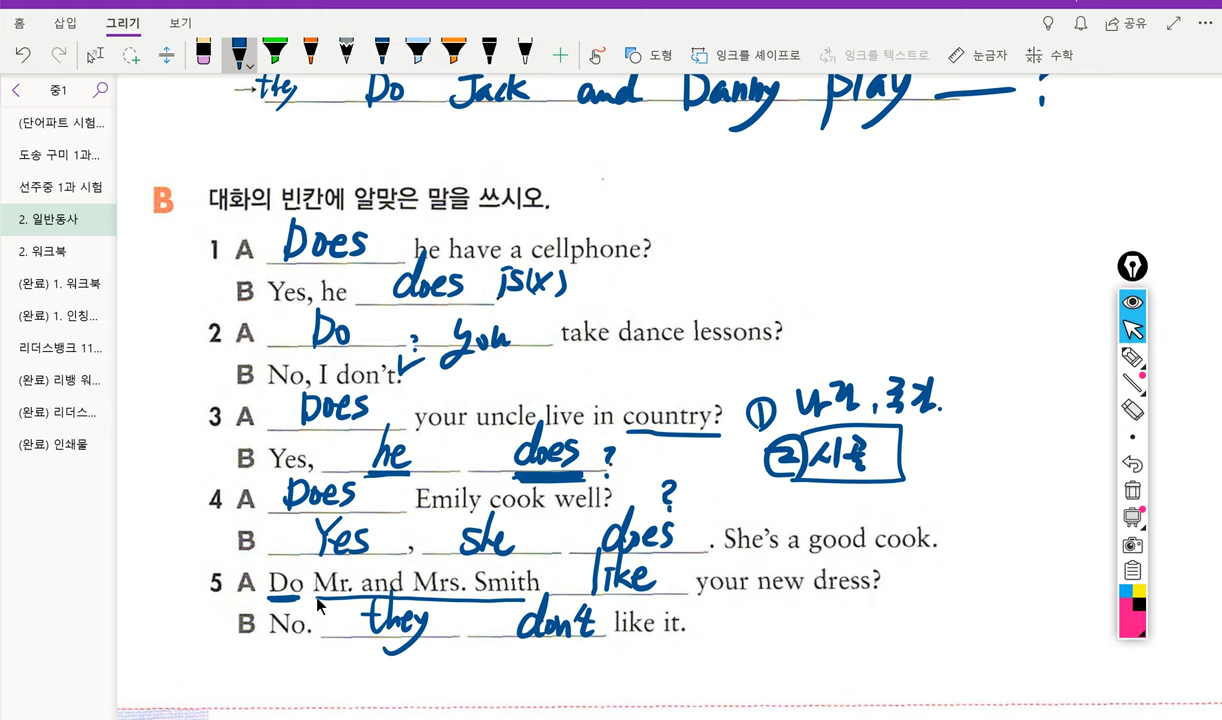 홈 삽입 그리기 보기
공유
도형 잉크를 셰이프로 잉크를 텍스트로 눈금자 수학
중1
(단어파트 시험...
도송 구미 1과...
선주중 1과 시험
2. 일반동사
2. 워크북
(완료) 1. 워크북
(완료) 1. 인칭...
리더스뱅크 11...
(완료) 리뱅 워...
(완료) 리더스...
(완료) 인쇄물
→ they Do Jack and Danny play ?
B 대화의 빈칸에 알맞은 말을 쓰시오.
1 A Does he have a cellphone?
B Yes, he does. is(x)
2 A Do you take dance lessons?
B No, I don't.
3 A Does your uncle live in country? ① 나라, 국가.
B Yes, he does. ? ② 시골
4 A Does Emily cook well? ?
B Yes, she does. She's a good cook.
5 A Do Mr. and Mrs. Smith like your new dress?
B No. they don't like it.